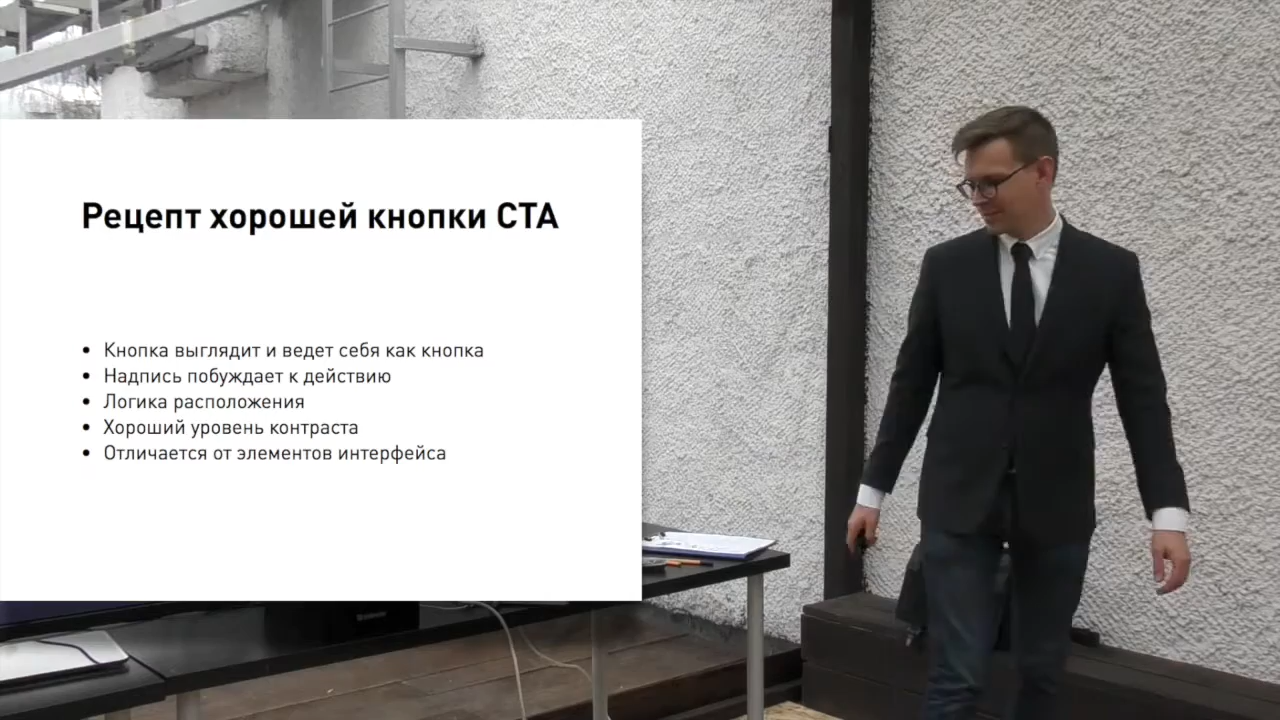 Рецепт хорошей кнопки CTA
• Кнопка выглядит и ведет себя как кнопка
• Надпись побуждает к действию
• Логика расположения
• Хороший уровень контраста
• Отличается от элементов интерфейса